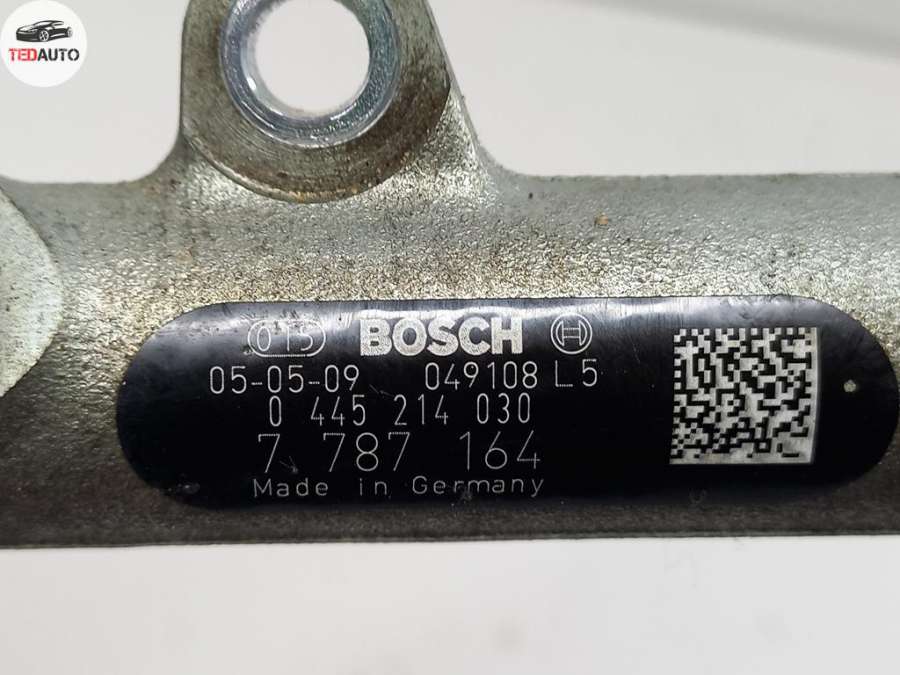 TEDAUTO
015 BOSCH
05-05-09 049108 L5
0 445 214 030
7 787 164
Made in Germany